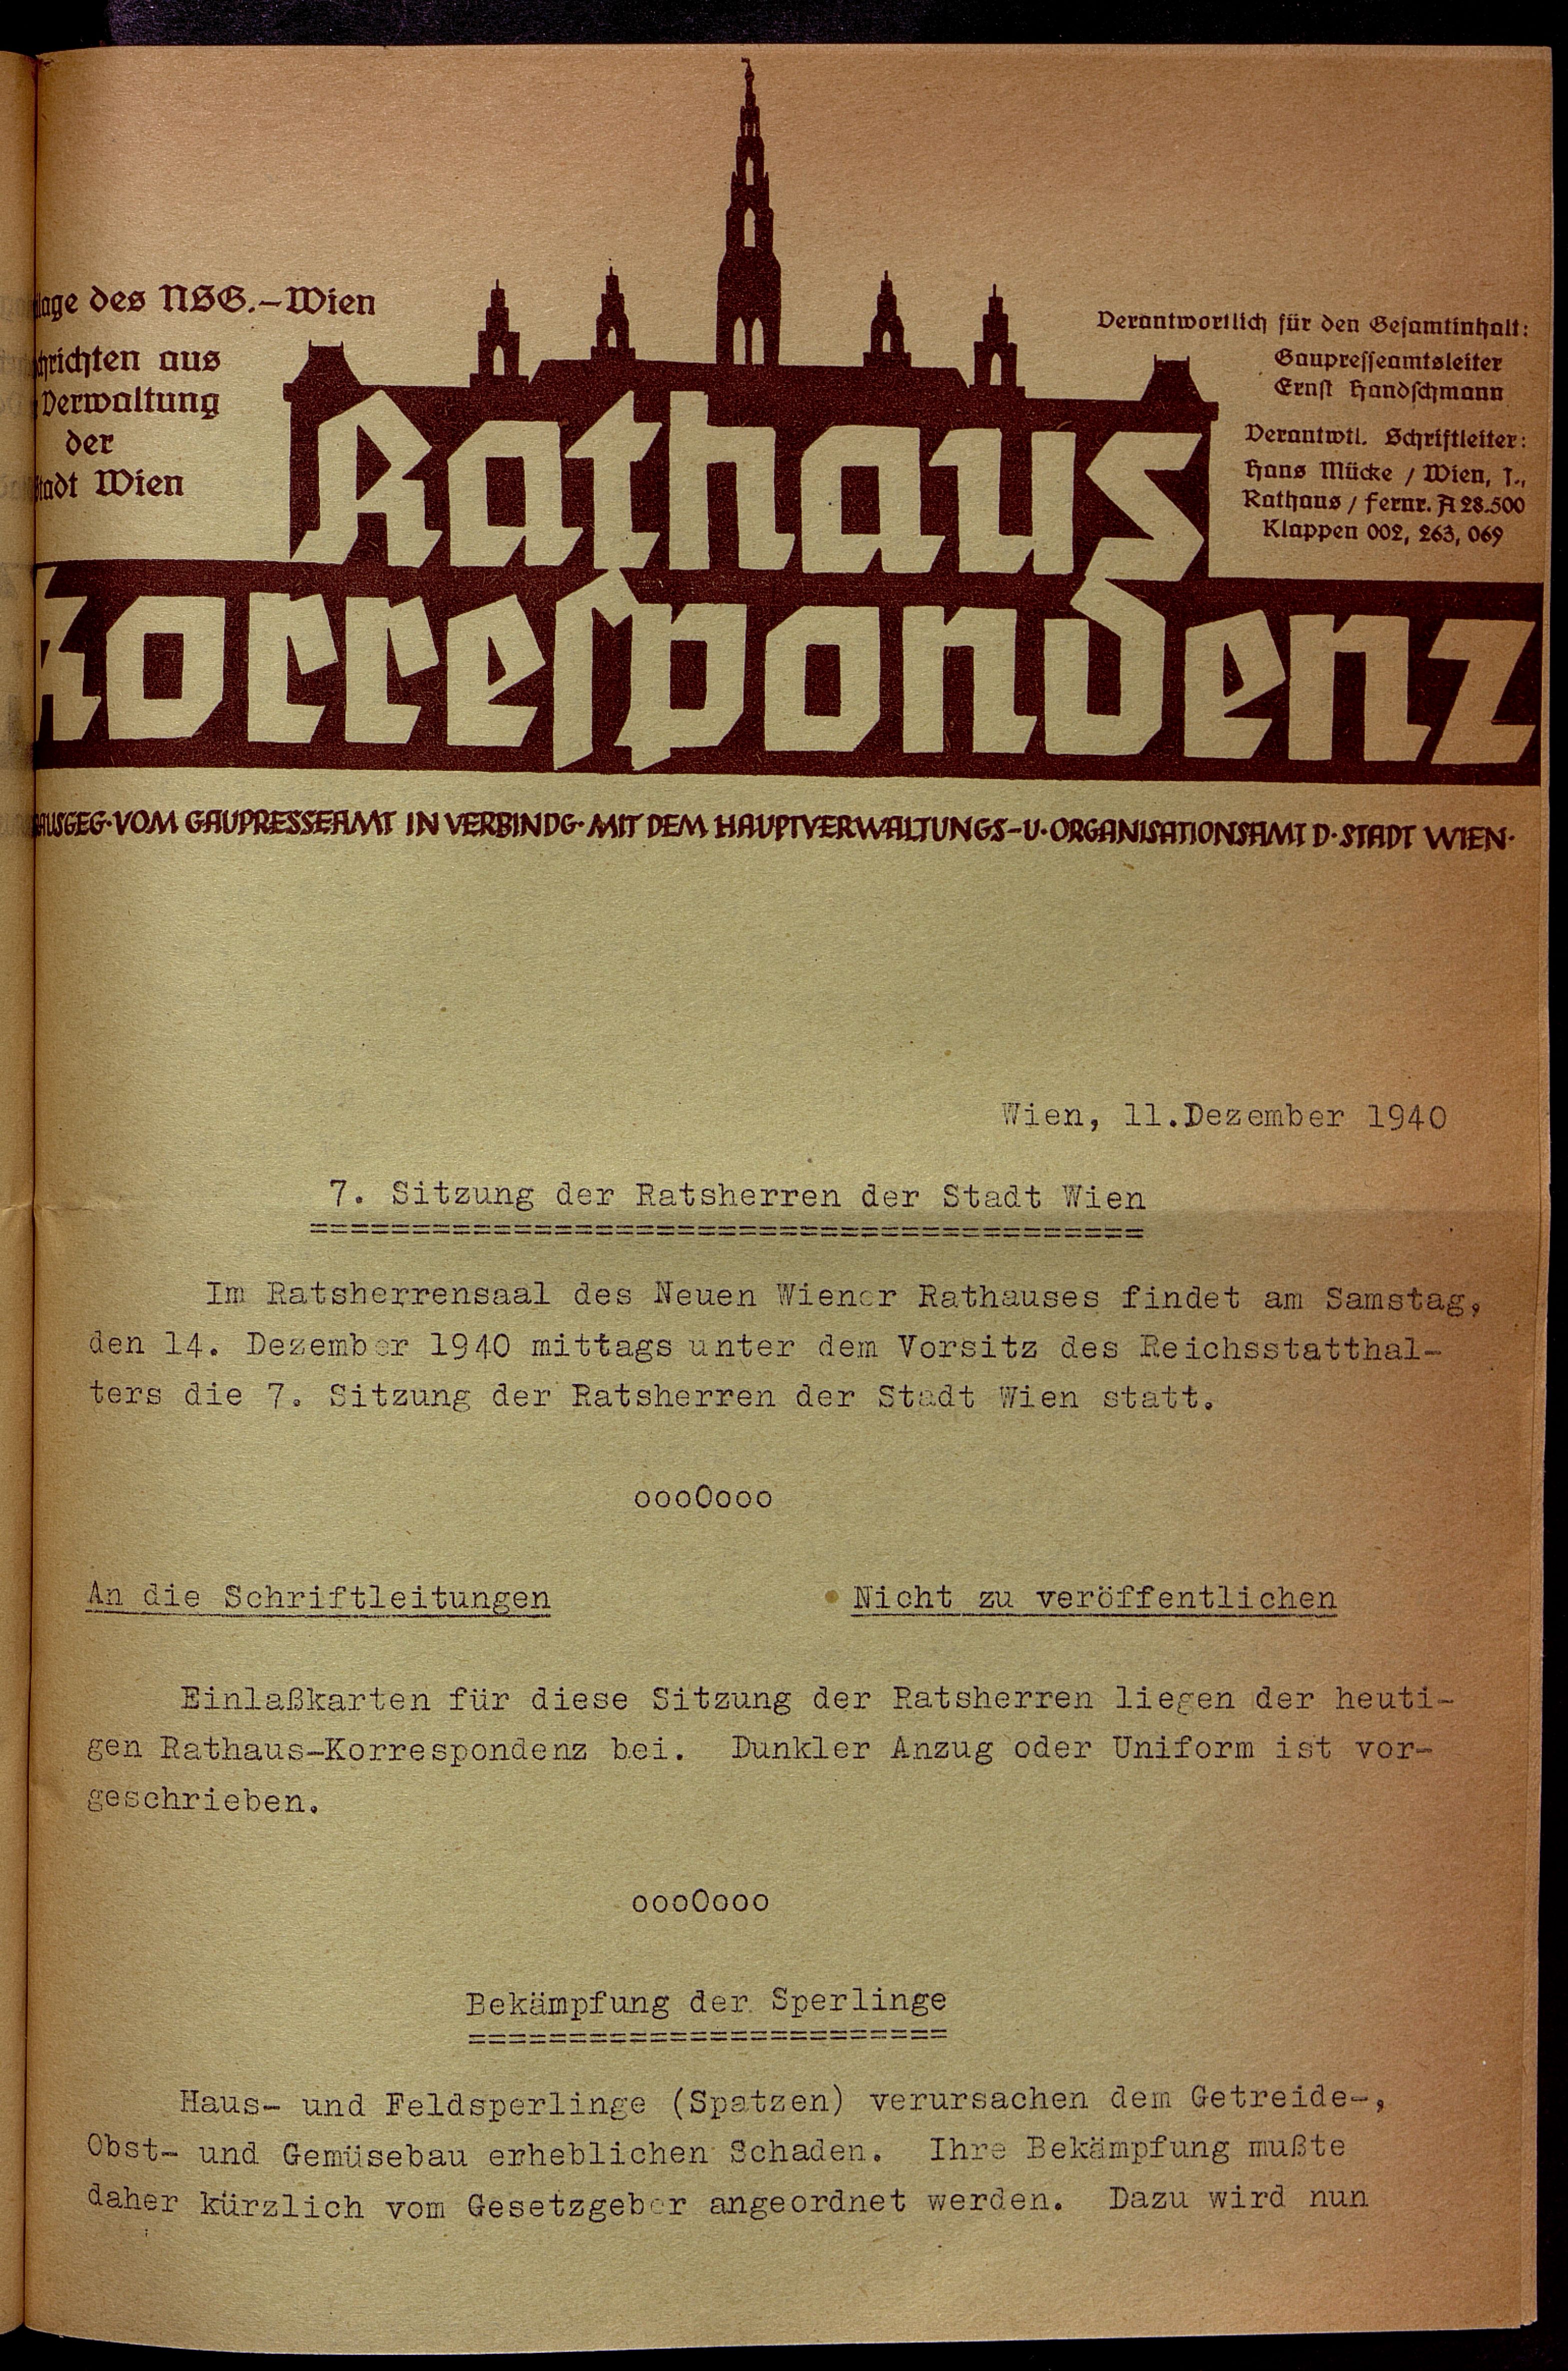 des NSG.-Wien
aus
Verwaltung
der
Wien
Verantwortlich für den Gesamtinhalt:
Gaupresseamtsleiter
Ernst Handschmann
Verantwtl. Schriftleiter:
Hans Mücke / Wien, I.,
Rathaus / Fernr. A 28.500
Klappen 002, 263, 069
Rathaus
Korrespondenz
AUSGEG. VOM GAUPRESSEAMT IN VERBINDG. MIT DEM HAUPTVERWALTUNGS-U. ORGANISATIONSAMT D. STADT WIEN.
Wien, 11.Dezember 1940
7. Sitzung der Ratsherren der Stadt Wien
=========================================
Im Ratsherrensaal des Neuen Wiener Rathauses findet am Samstag,
den 14. Dezember 1940 mittags unter dem Vorsitz des Reichsstatthal-
ters die 7. Sitzung der Ratsherren der Stadt Wien statt.
oooOooo
An die Schriftleitungen Nicht zu veröffentlichen
Einlaßkarten für diese Sitzung der Ratsherren liegen der heuti-
gen Rathaus-Korrespondenz bei. Dunkler Anzug oder Uniform ist vor-
geschrieben.
oooOooo
Bekämpfung der Sperlinge
========================
Haus- und Feldsperlinge (Spatzen) verursachen dem Getreide-,
Obst- und Gemüsebau erheblichen Schaden. Ihre Bekämpfung mußte
daher kürzlich vom Gesetzgeber angeordnet werden. Dazu wird nun